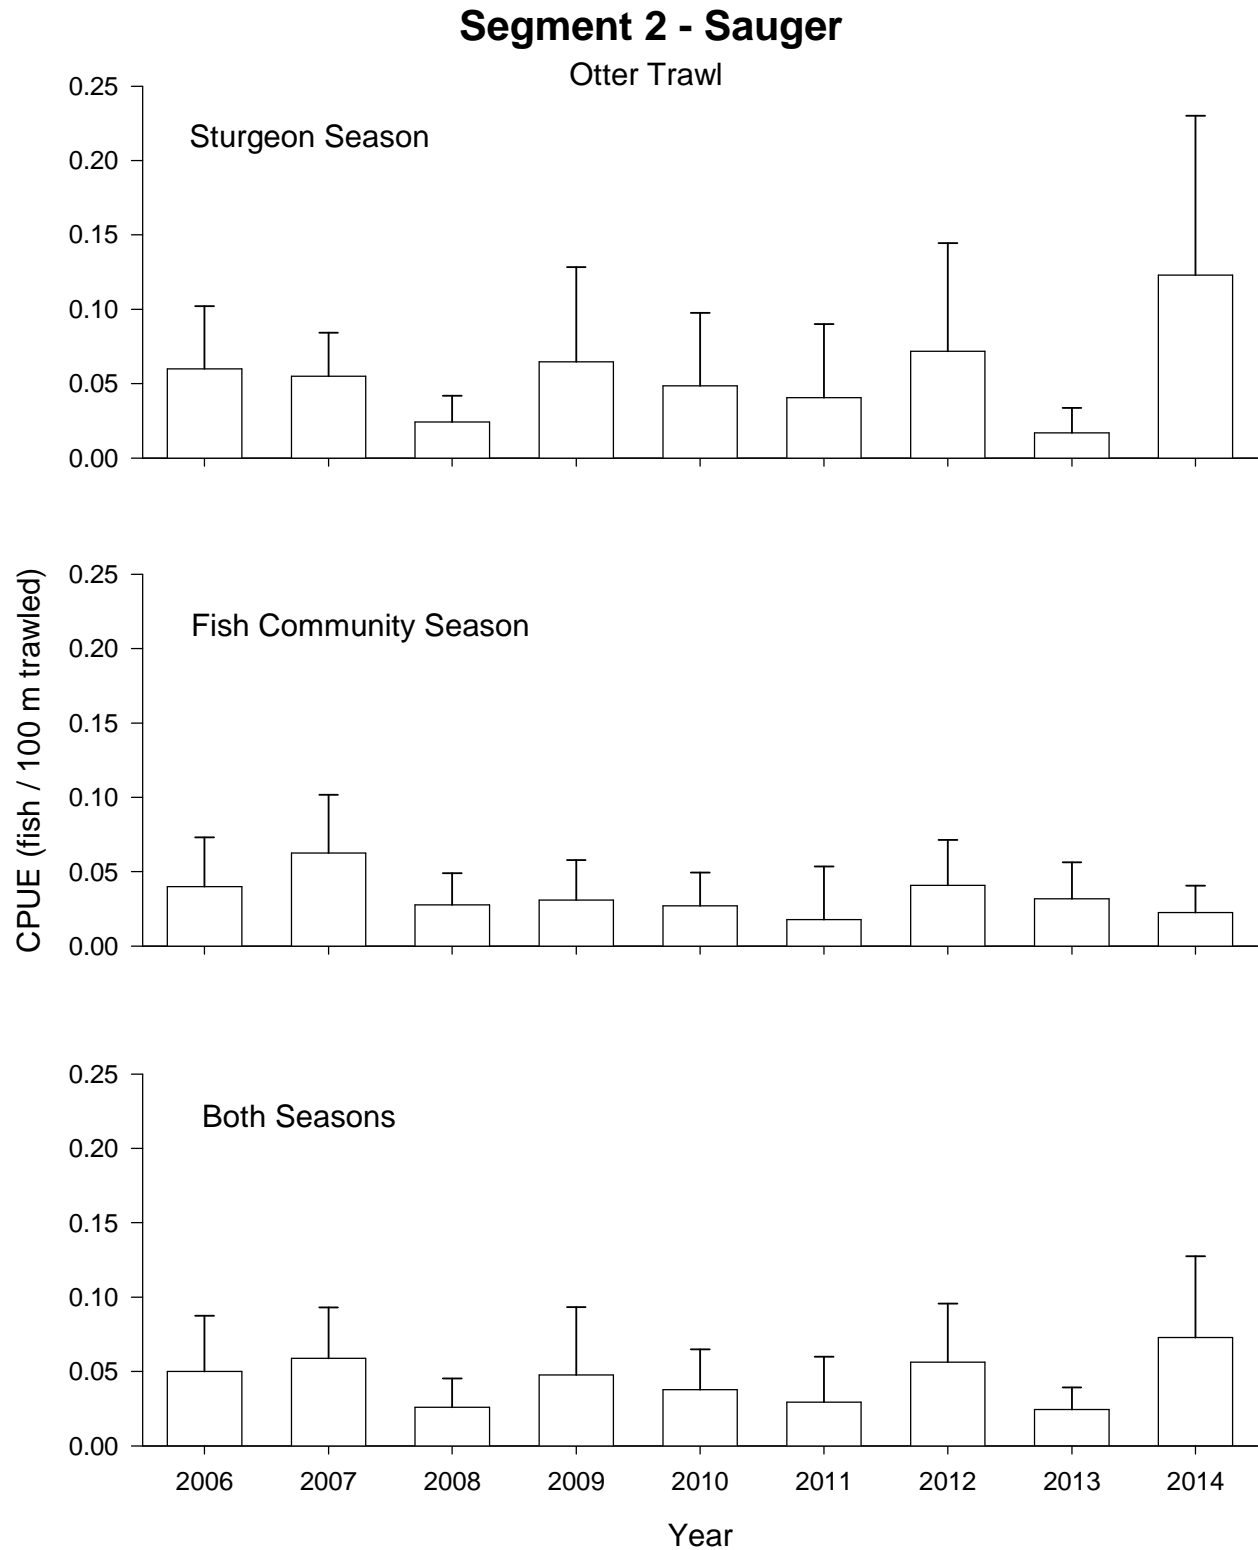 Segment 2 - Sauger
Otter Trawl
0.25
Sturgeon Season
0.20
0.15
0.10
0.05
0.00
CPUE (fish / 100 m trawled)
0.25
Fish Community Season
0.20
0.15
0.10
0.05
0.00
0.25
Both Seasons
0.20
0.15
0.10
0.05
0.00
2006 2007 2008 2009 2010 2011 2012 2013 2014
Year